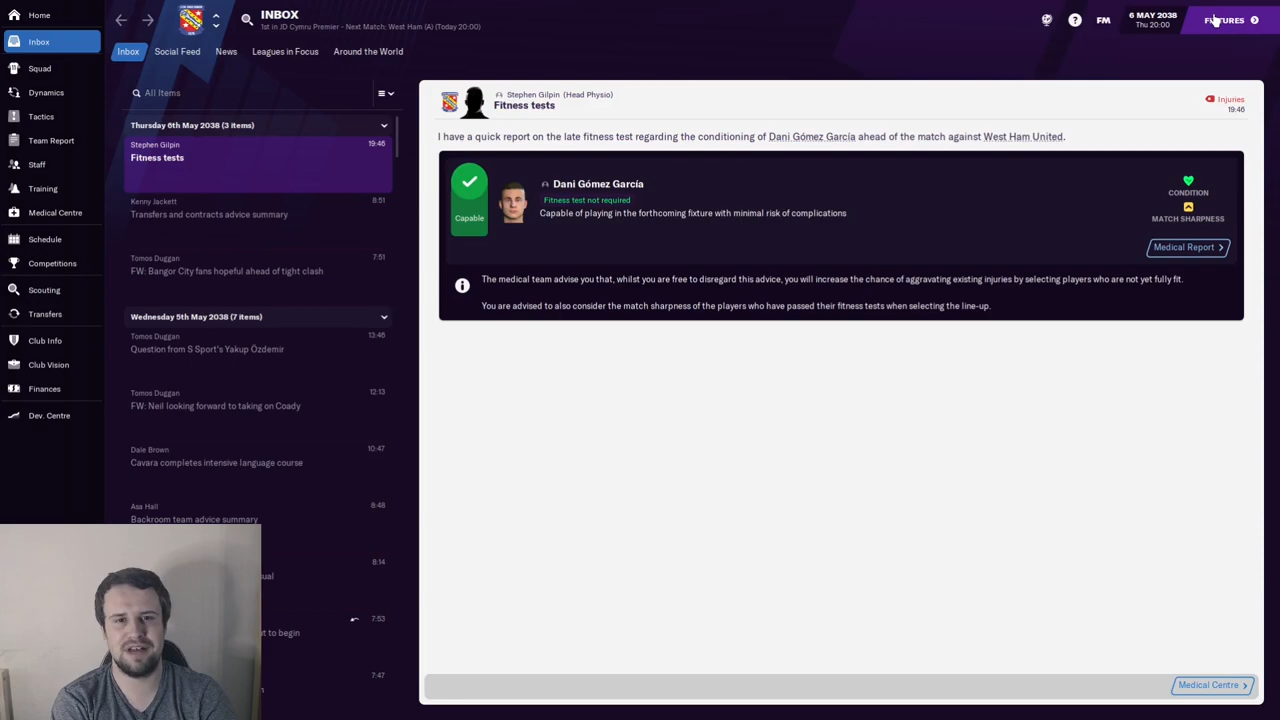 INBOX
1st in JD Cymru Premier - Next Match: West Ham (A) (Today 20:00)
FM
6 MAY 2038
Thu 20:00
Home
Inbox
Squad
Dynamics
Tactics
Team Report
Staff
Training
Medical Centre
Schedule
Competitions
Scouting
Transfers
Club Info
Club Vision
Finances
Dev. Centre
Inbox
Social Feed
News
Leagues in Focus
Around the World
All Items
Thursday 6th May 2038 (3 items)
Stephen Gilpin
19:46
Fitness tests
Kenny Jackett
8:51
Transfers and contracts advice summary
Tomos Duggan
7:51
FW: Bangor City fans hopeful ahead of tight clash
Wednesday 5th May 2038 (7 items)
Tomos Duggan
13:46
Question from S Sport's Yakup Özdemir
Tomos Duggan
12:13
FW: Neil looking forward to taking on Coady
Dale Brown
10:47
Cavara completes intensive language course
Asa Hall
8:48
Backroom team advice summary
8:14
7:53
to begin
7:47
Stephen Gilpin (Head Physio)
Fitness tests
Injuries
19:46
I have a quick report on the late fitness test regarding the conditioning of Dani Gómez García ahead of the match against West Ham United.
Capable
Dani Gómez García
Fitness test not required
Capable of playing in the forthcoming fixture with minimal risk of complications
CONDITION
MATCH SHARPNESS
Medical Report
The medical team advise you that, whilst you are free to disregard this advice, you will increase the chance of aggravating existing injuries by selecting players who are not yet fully fit.
You are advised to also consider the match sharpness of the players who have passed their fitness tests when selecting the line-up.
Medical Centre